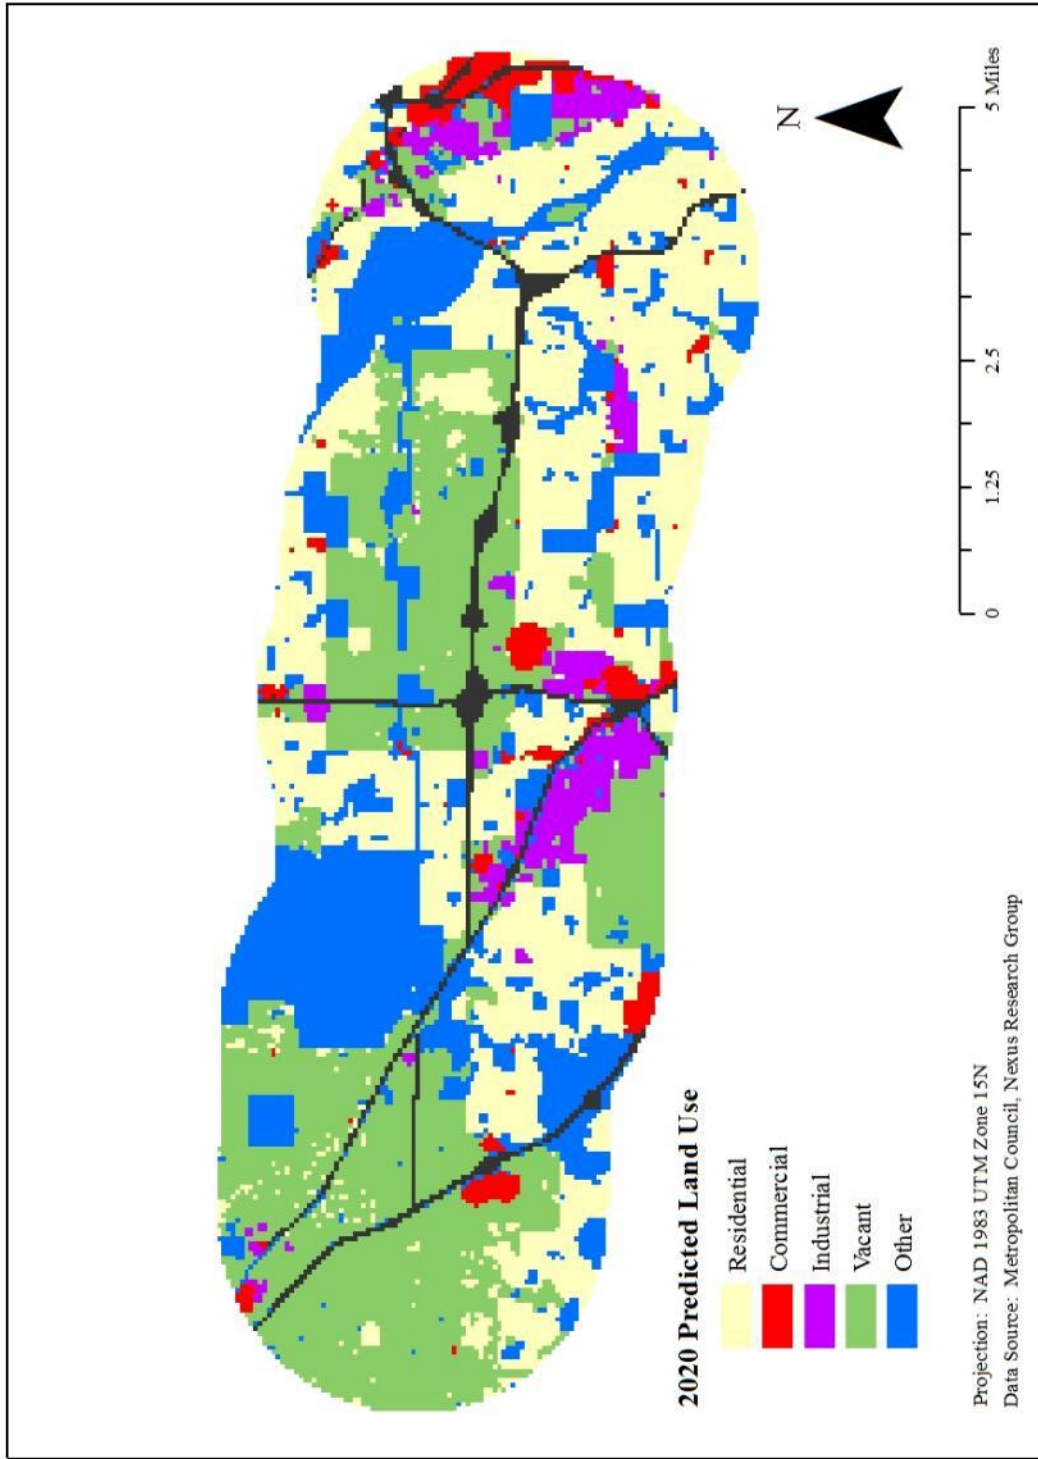 2020 Predicted Land Use
Residential
Commercial
Industrial
Vacant
Other
N
0 1.25 2.5 5 Miles
Projection: NAD 1983 UTM Zone 15N
Data Source: Metropolitan Council, Nexus Research Group